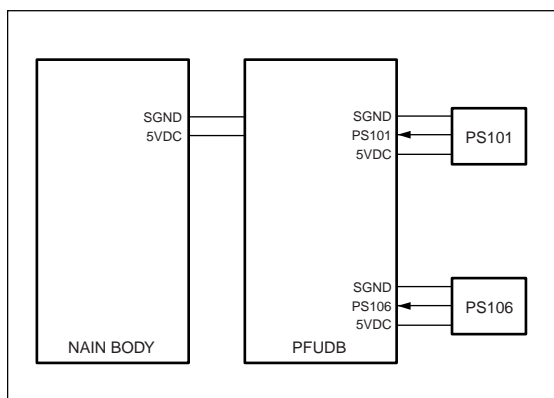 SGND
5VDC
NAIN BODY
SGND
PS101
5VDC
SGND
PS106
5VDC
PFUDB
PS101
PS106